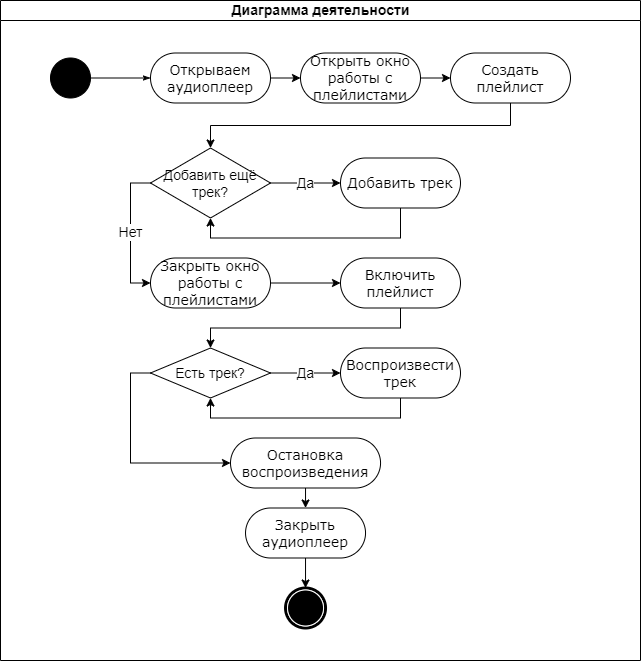 Диаграмма деятельности
Открываем
аудиоплеер
Открыть окно
работы с
плейлистами
Создать
плейлист
Добавить ещё
трек?
Да
Добавить трек
Нет
Закрыть окно
работы с
плейлистами
Включить
плейлист
Есть трек?
Да
Воспроизвести
трек
Остановка
воспроизведения
Закрыть
аудиоплеер